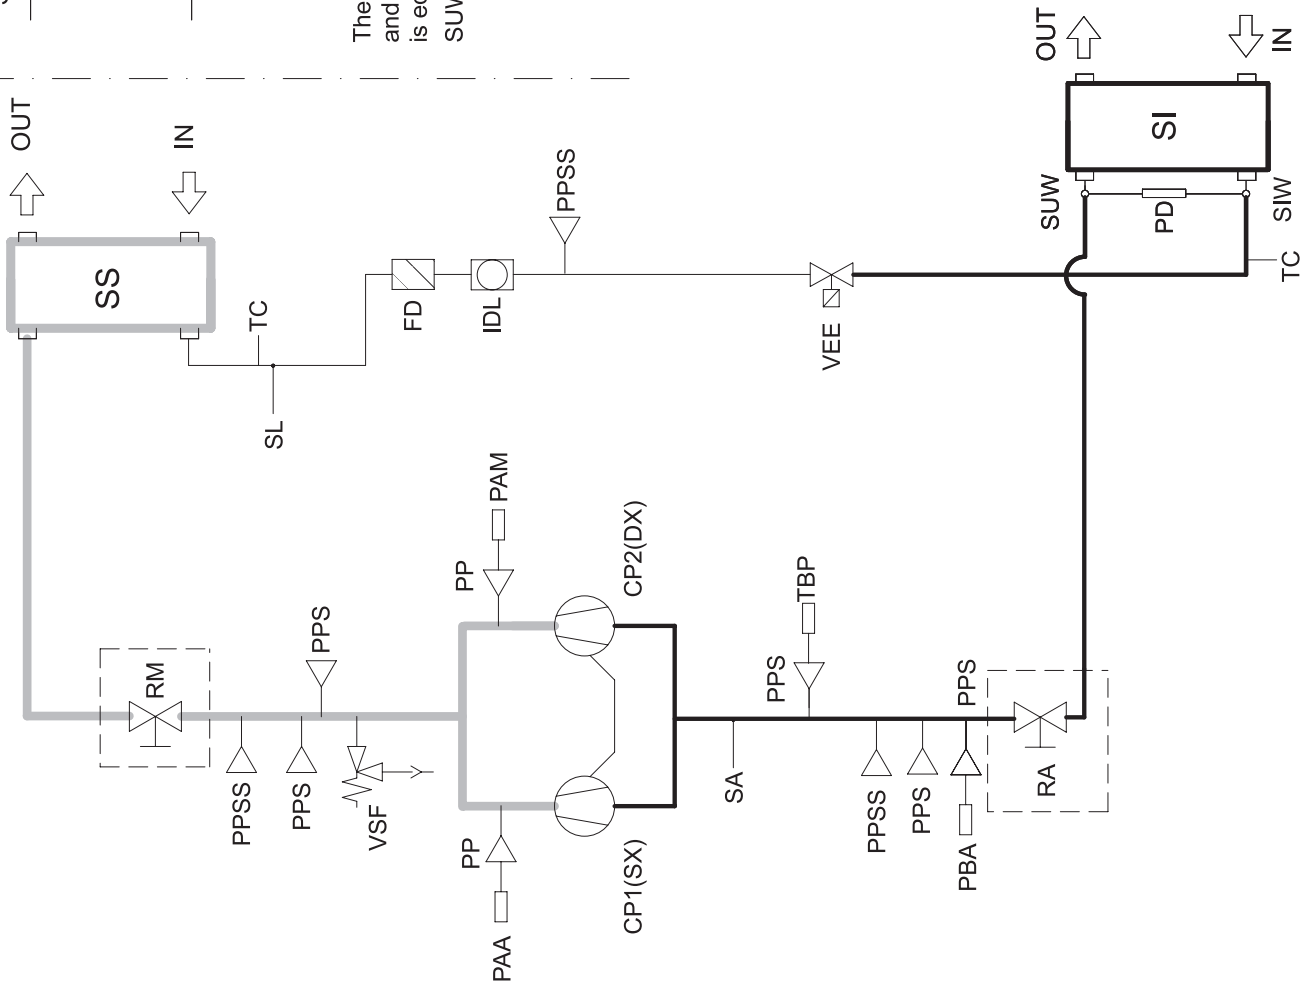 The
and
is
SUW
OUT
IN
OUT
IN
SS
SI
PPSS
SUW
PD
SIW
TC
TC
FD
IDL
VEE
SL
PAM
PP
CP2(DX)
RM
PPS
TBP
PPS
PPS
PPSS
PPS
VSF
PP
PAA
CP1(SX)
SA
PPSS
PPS
PBA
RA